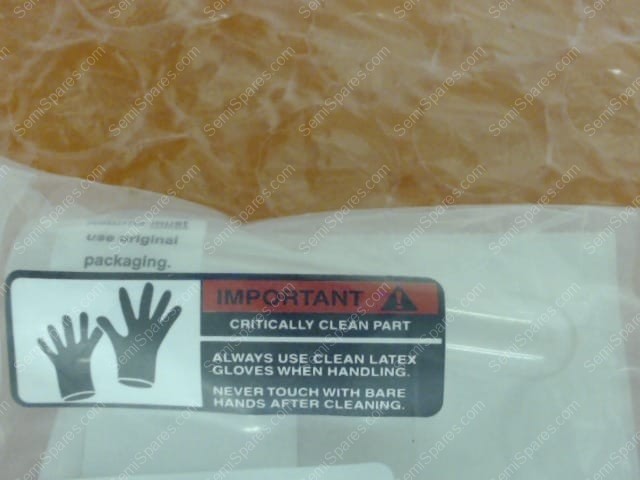 must
use original
packaging.
IMPORTANT
CRITICALLY CLEAN PART
ALWAYS USE CLEAN LATEX
GLOVES WHEN HANDLING.
NEVER TOUCH WITH BARE
HANDS AFTER CLEANING.
SemiSpares.com